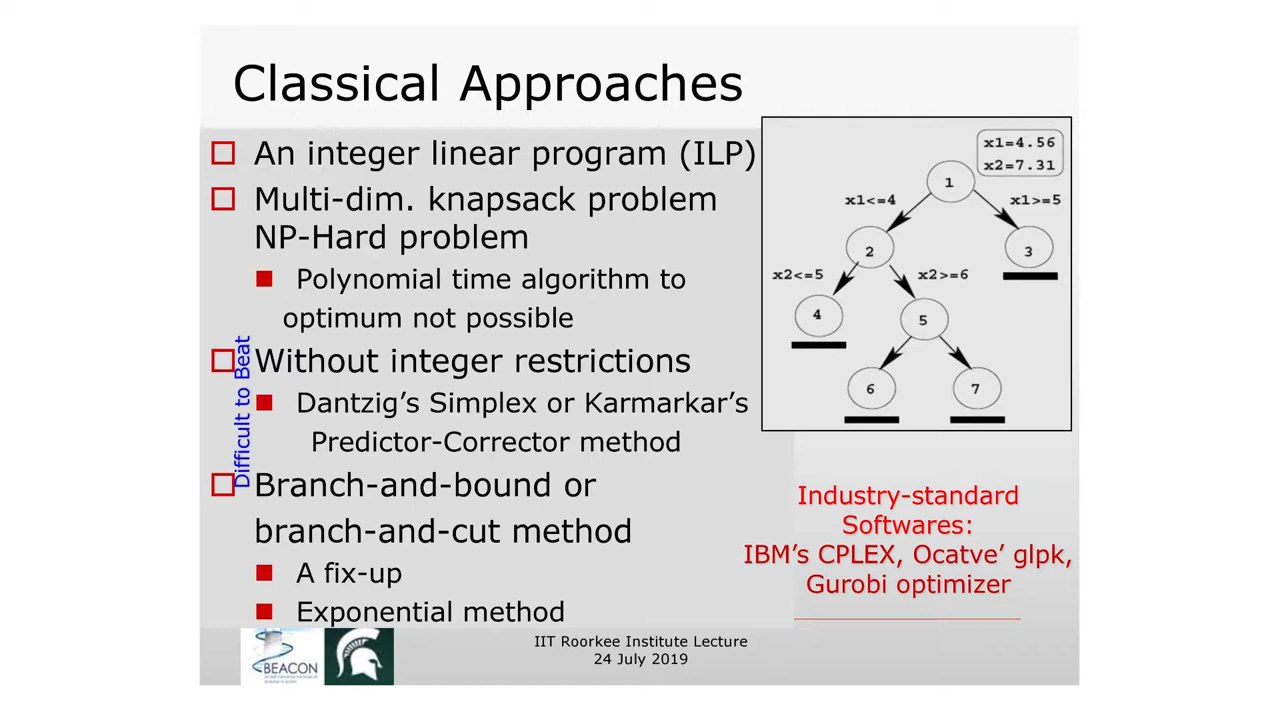 Classical Approaches
An integer linear program (ILP)
Multi-dim. knapsack problem
NP-Hard problem
Polynomial time algorithm to
optimum not possible
Without integer restrictions
Dantzig’s Simplex or Karmarkar’s
Predictor-Corrector method
Branch-and-bound or
branch-and-cut method
A fix-up
Exponential method
Difficult to Beat
x1=4.56
x2=7.31
1
x1<=4
x1>=5
2
3
x2<=5
x2>=6
4
5
6
7
Industry-standard
Softwares:
IBM’s CPLEX, Ocatve’ glpk,
Gurobi optimizer
BEACON
IIT Roorkee Institute Lecture
24 July 2019